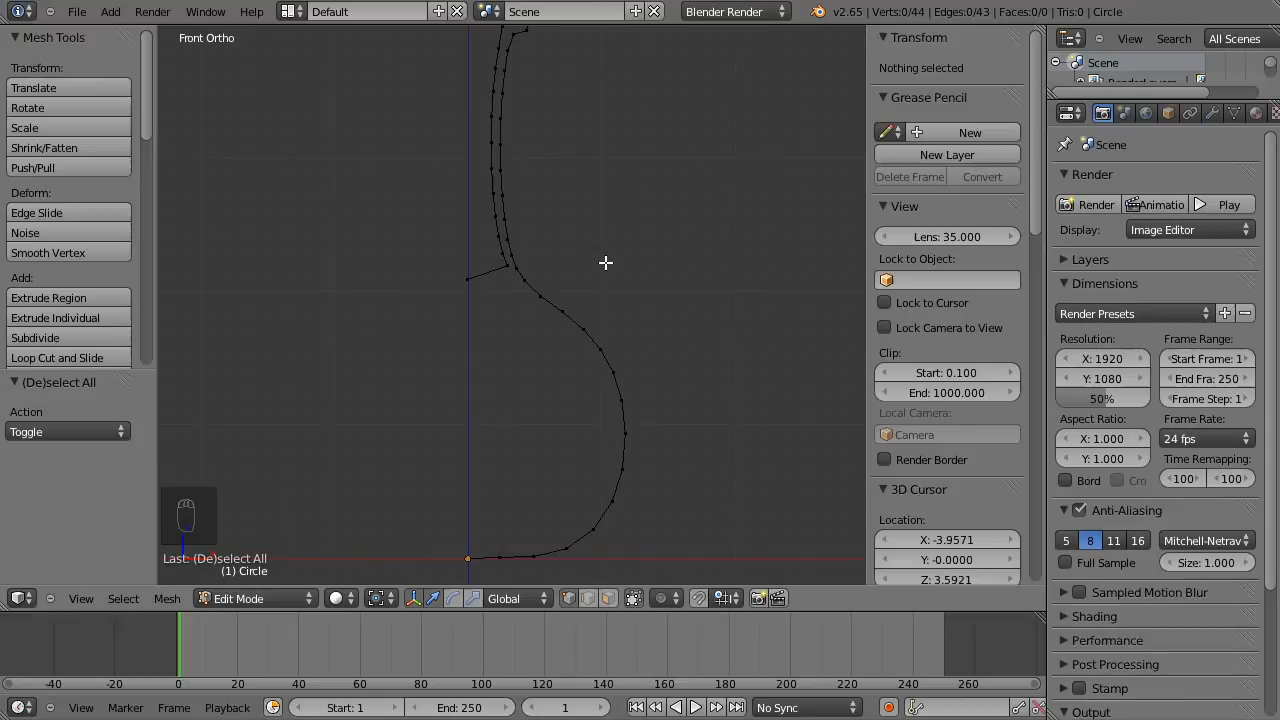 File Add Render Window Help Default Scene Blender Render v2.65 | Verts:0/44 | Edges:0/43 | Faces:0/0 | Tris:0 | Circle
Mesh Tools
Transform:
Translate
Rotate
Scale
Shrink/Fatten
Push/Pull
Deform:
Edge Slide
Noise
Smooth Vertex
Add:
Extrude Region
Extrude Individual
Subdivide
Loop Cut and Slide
(De)select All
Action
Toggle
Front Ortho
Last: (De)select All
(1) Circle
Transform
Nothing selected
Grease Pencil
New
New Layer
Delete Frame Convert
View
Lens: 35.000
Lock to Object:
Lock to Cursor
Lock Camera to View
Clip:
Start: 0.100
End: 1000.000
Local Camera:
Camera
Render Border
3D Cursor
Location:
X: -3.9571
Y: -0.0000
Z: 3.5921
View Search All Scenes
Scene
Scene
Render
Render Animatio Play
Display: Image Editor
Layers
Dimensions
Render Presets
Resolution: Frame Range:
X: 1920 Start Frame: 1
Y: 1080 End Fra: 250
50% Frame Step: 1
Aspect Ratio: Frame Rate:
X: 1.000 24 fps
Y: 1.000 Time Remapping:
Bord Cro 100 100
Anti-Aliasing
5 8 11 16 Mitchell-Netrav
Full Sample Size: 1.000
Sampled Motion Blur
Shading
Performance
Post Processing
Stamp
Output
View Select Mesh Edit Mode Global
-40 -20 0 20 40 60 80 100 120 140 160 180 200 220 240 260
View Marker Frame Playback Start: 1 End: 250 1 No Sync